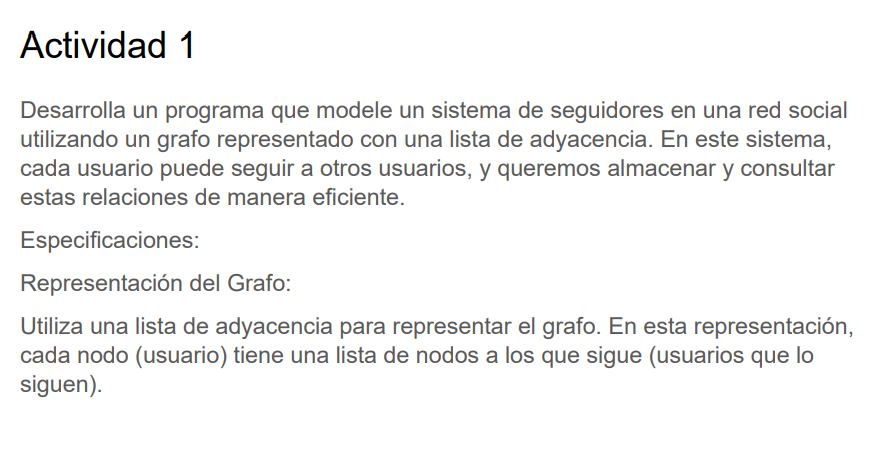 Actividad 1
Desarrolla un programa que modele un sistema de seguidores en una red social
utilizando un grafo representado con una lista de adyacencia. En este sistema,
cada usuario puede seguir a otros usuarios, y queremos almacenar y consultar
estas relaciones de manera eficiente.
Especificaciones:
Representación del Grafo:
Utiliza una lista de adyacencia para representar el grafo. En esta representación,
cada nodo (usuario) tiene una lista de nodos a los que sigue (usuarios que lo
siguen).